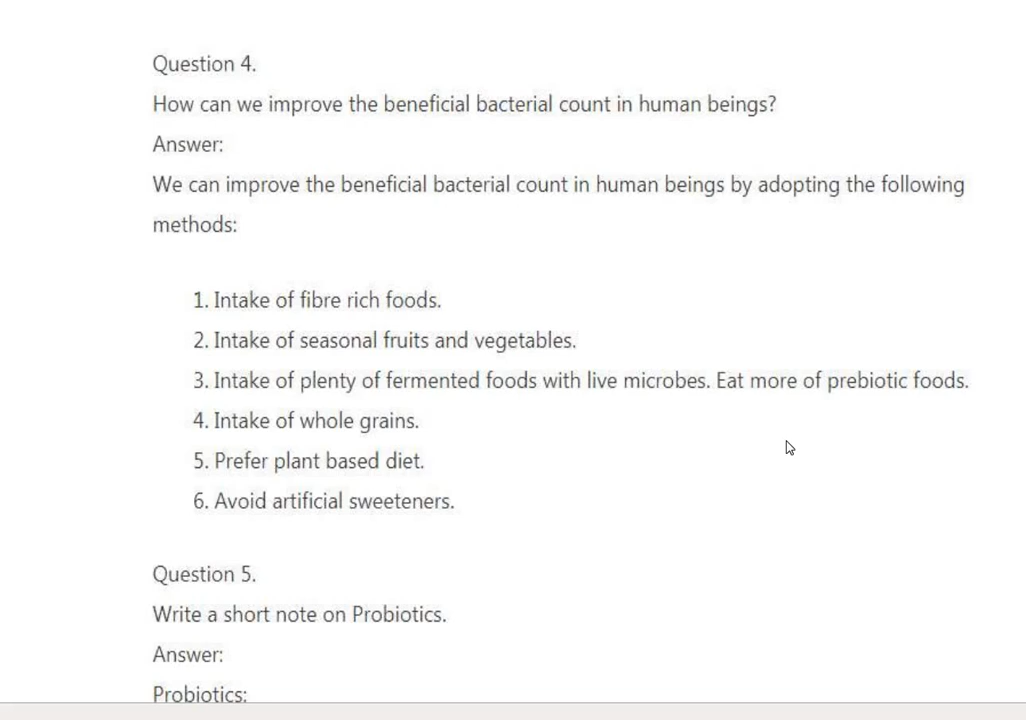 Question 4.
How can we improve the beneficial bacterial count in human beings?
Answer:
We can improve the beneficial bacterial count in human beings by adopting the following
methods:
1. Intake of fibre rich foods.
2. Intake of seasonal fruits and vegetables.
3. Intake of plenty of fermented foods with live microbes. Eat more of prebiotic foods.
4. Intake of whole grains.
5. Prefer plant based diet.
6. Avoid artificial sweeteners.
Question 5.
Write a short note on Probiotics.
Answer:
Probiotics: